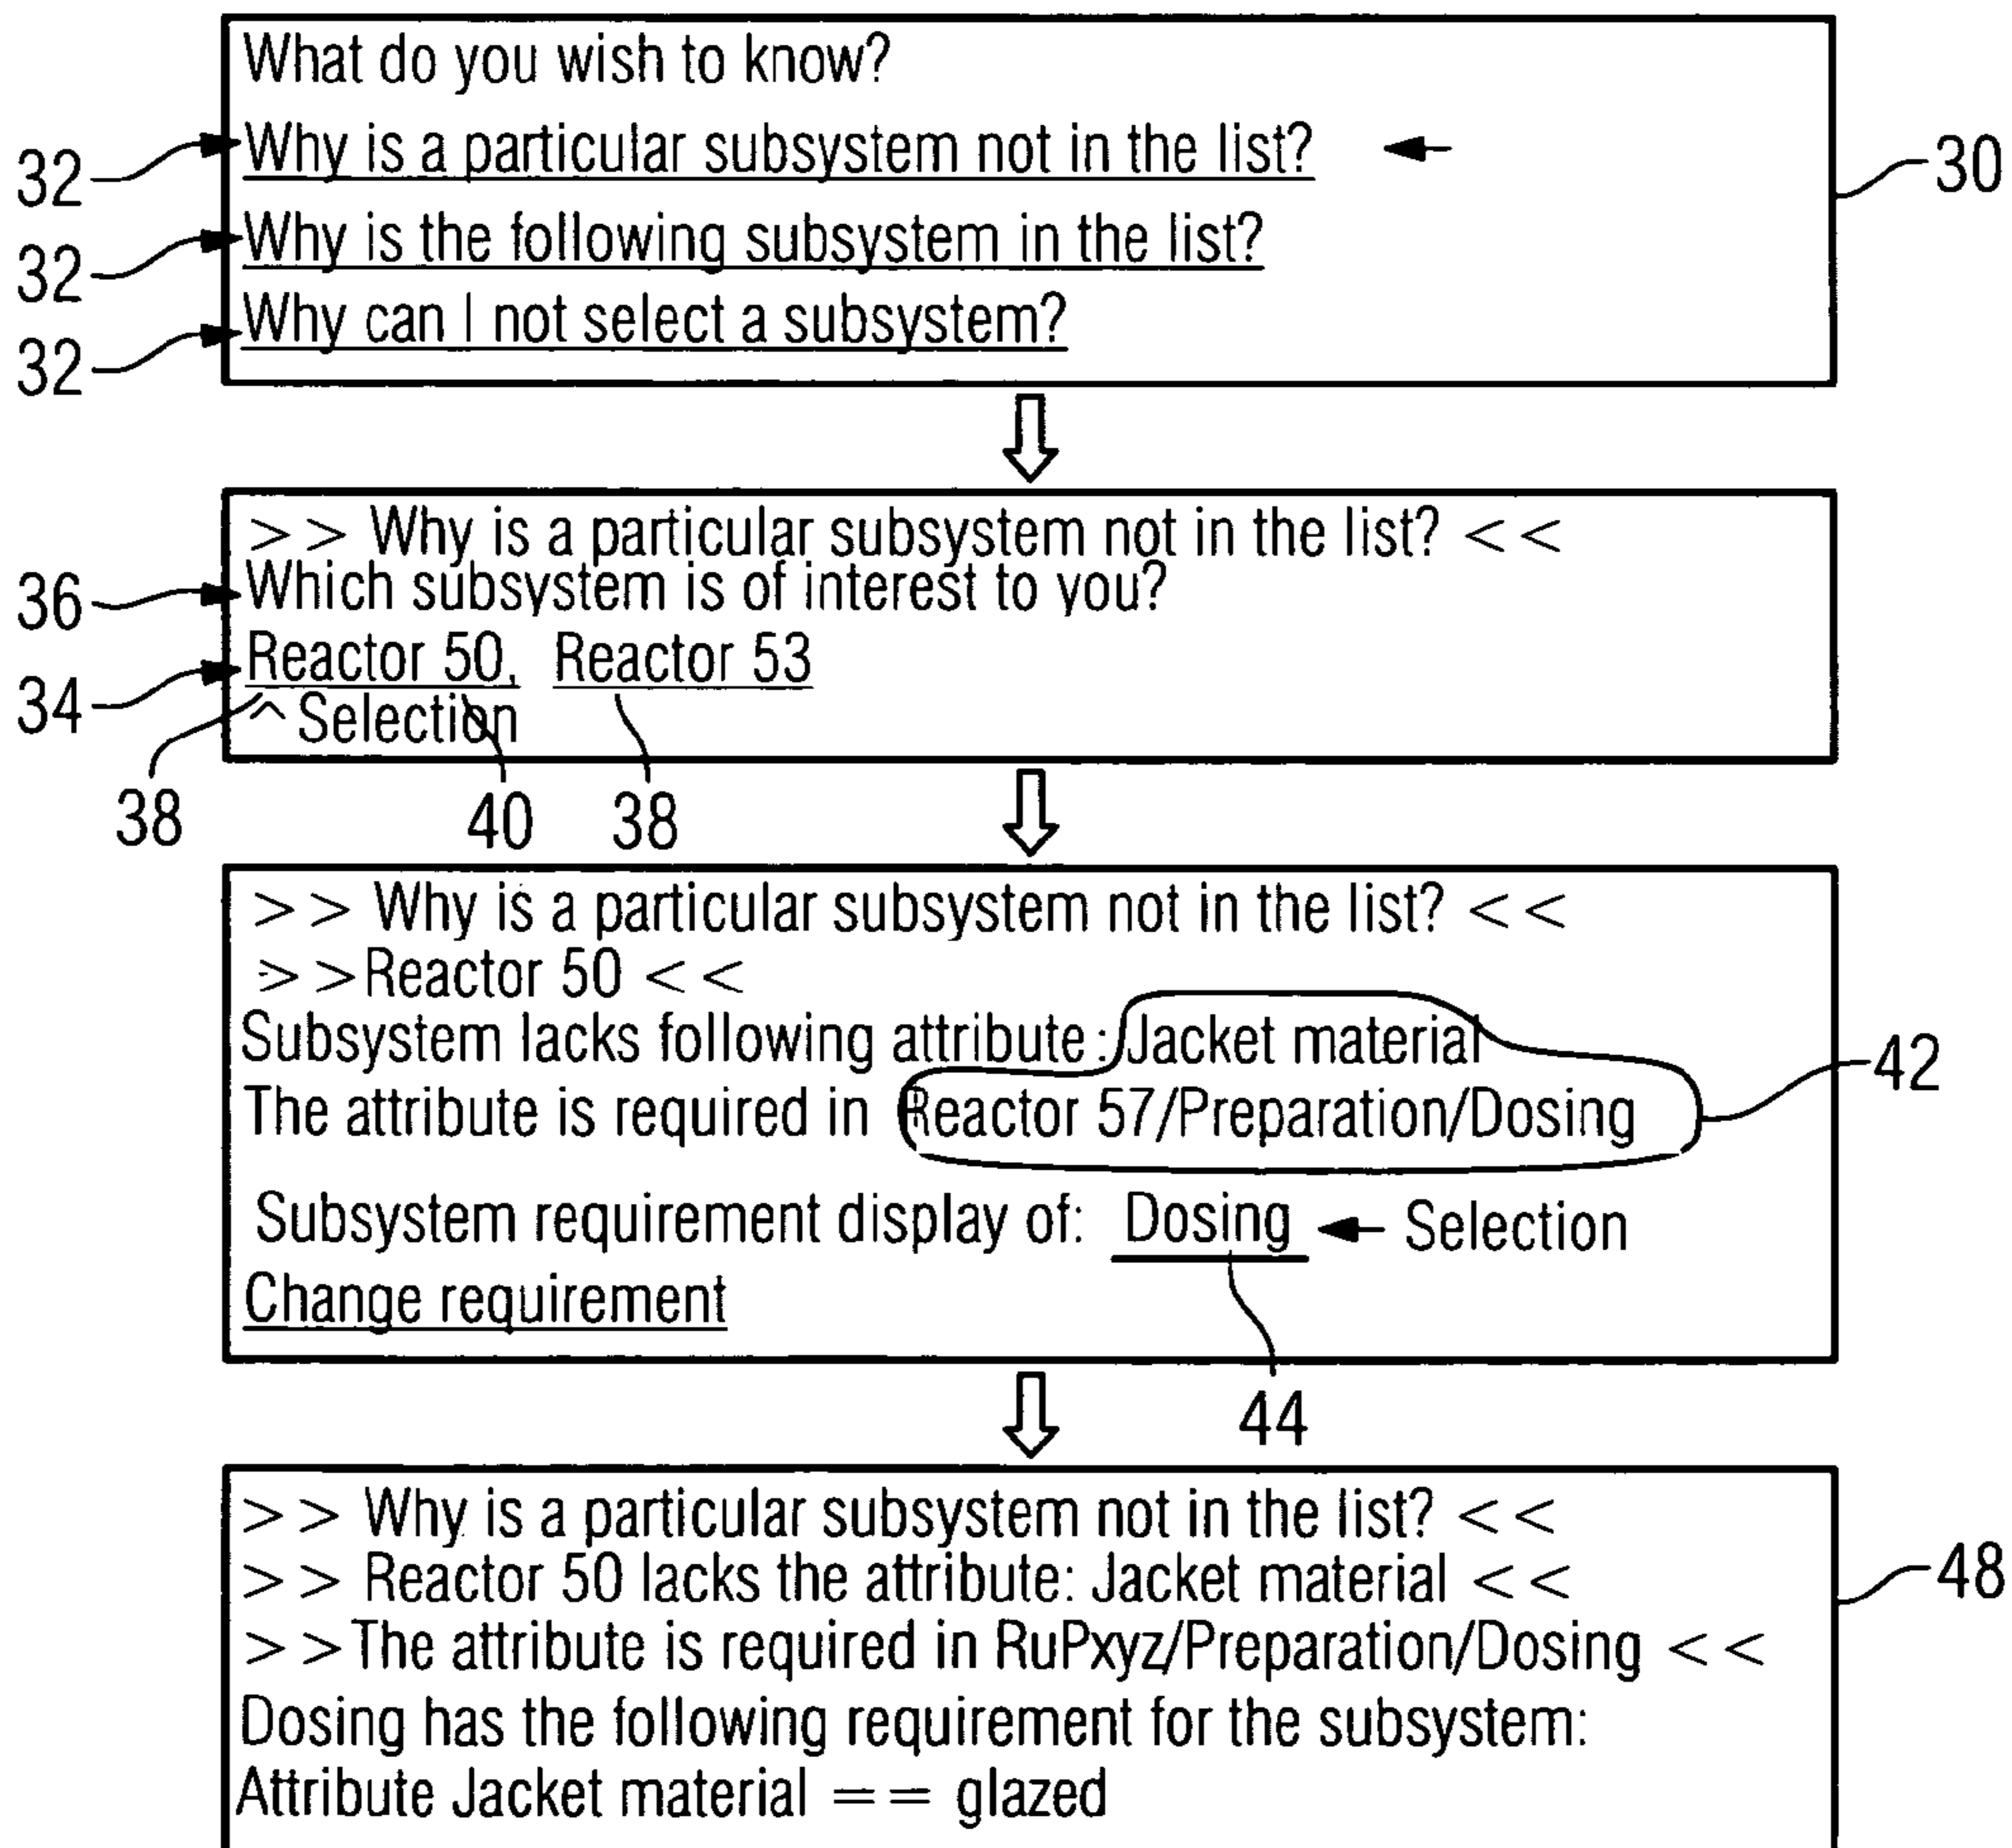 What do you wish to know?
32 Why is a particular subsystem not in the list?
30
32 Why is the following subsystem in the list?
32 Why can I not select a subsystem?
>> Why is a particular subsystem not in the list? <<
36 Which subsystem is of interest to you?
34 Reactor 50, Reactor 53
^ Selection
38 40 38
>> Why is a particular subsystem not in the list? <<
>>Reactor 50 <<
Subsystem lacks following attribute: Jacket material
42
The attribute is required in Reactor 57/Preparation/Dosing
Subsystem requirement display of: Dosing Selection
Change requirement
44
>> Why is a particular subsystem not in the list? <<
>> Reactor 50 lacks the attribute: Jacket material <<
48
>>The attribute is required in RuPxyz/Preparation/Dosing <<
Dosing has the following requirement for the subsystem:
Attribute Jacket material == glazed